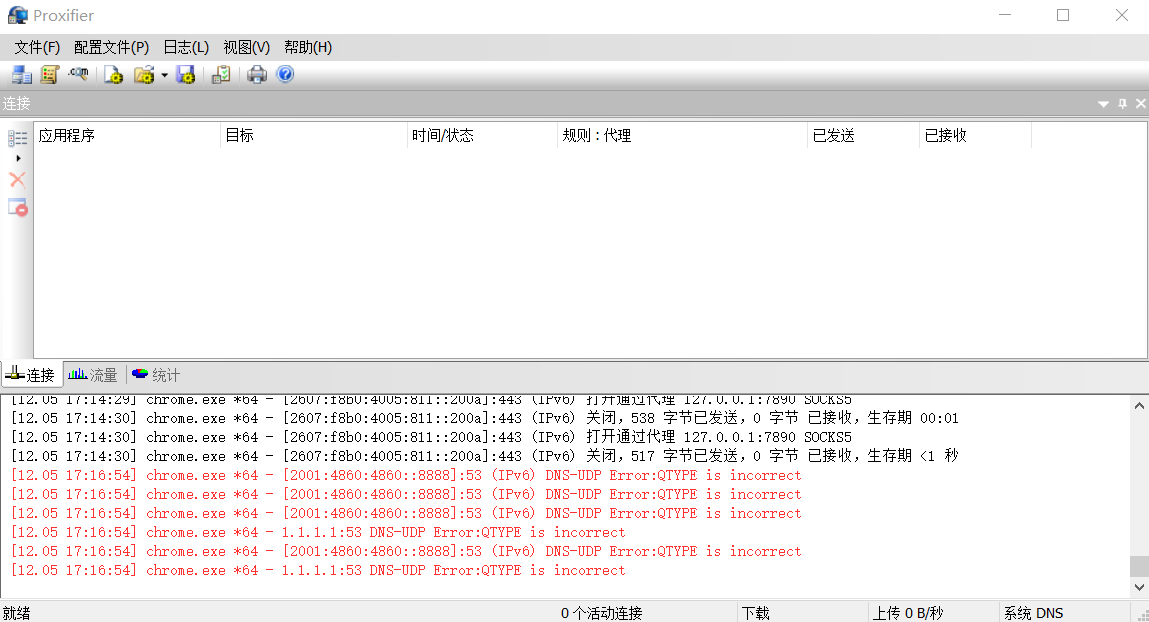 Proxifier
文件(F) 配置文件(P) 日志(L) 视图(V) 帮助(H)
连接
应用程序 目标 时间/状态 规则 : 代理 已发送 已接收
连接 流量 统计
[12.05 17:14:29] chrome.exe *64 - [2607:f8b0:4005:811::200a]:443 (IPv6) 打开通过代理 127.0.0.1:7890 SOCKS5
[12.05 17:14:30] chrome.exe *64 - [2607:f8b0:4005:811::200a]:443 (IPv6) 关闭，538 字节已发送，0 字节 已接收，生存期 00:01
[12.05 17:14:30] chrome.exe *64 - [2607:f8b0:4005:811::200a]:443 (IPv6) 打开通过代理 127.0.0.1:7890 SOCKS5
[12.05 17:14:30] chrome.exe *64 - [2607:f8b0:4005:811::200a]:443 (IPv6) 关闭，517 字节已发送，0 字节 已接收，生存期 <1 秒
[12.05 17:16:54] chrome.exe *64 - [2001:4860:4860::8888]:53 (IPv6) DNS-UDP Error:QTYPE is incorrect
[12.05 17:16:54] chrome.exe *64 - [2001:4860:4860::8888]:53 (IPv6) DNS-UDP Error:QTYPE is incorrect
[12.05 17:16:54] chrome.exe *64 - [2001:4860:4860::8888]:53 (IPv6) DNS-UDP Error:QTYPE is incorrect
[12.05 17:16:54] chrome.exe *64 - 1.1.1.1:53 DNS-UDP Error:QTYPE is incorrect
[12.05 17:16:54] chrome.exe *64 - [2001:4860:4860::8888]:53 (IPv6) DNS-UDP Error:QTYPE is incorrect
[12.05 17:16:54] chrome.exe *64 - 1.1.1.1:53 DNS-UDP Error:QTYPE is incorrect
就绪 0 个活动连接 下载 上传 0 B/秒 系统 DNS